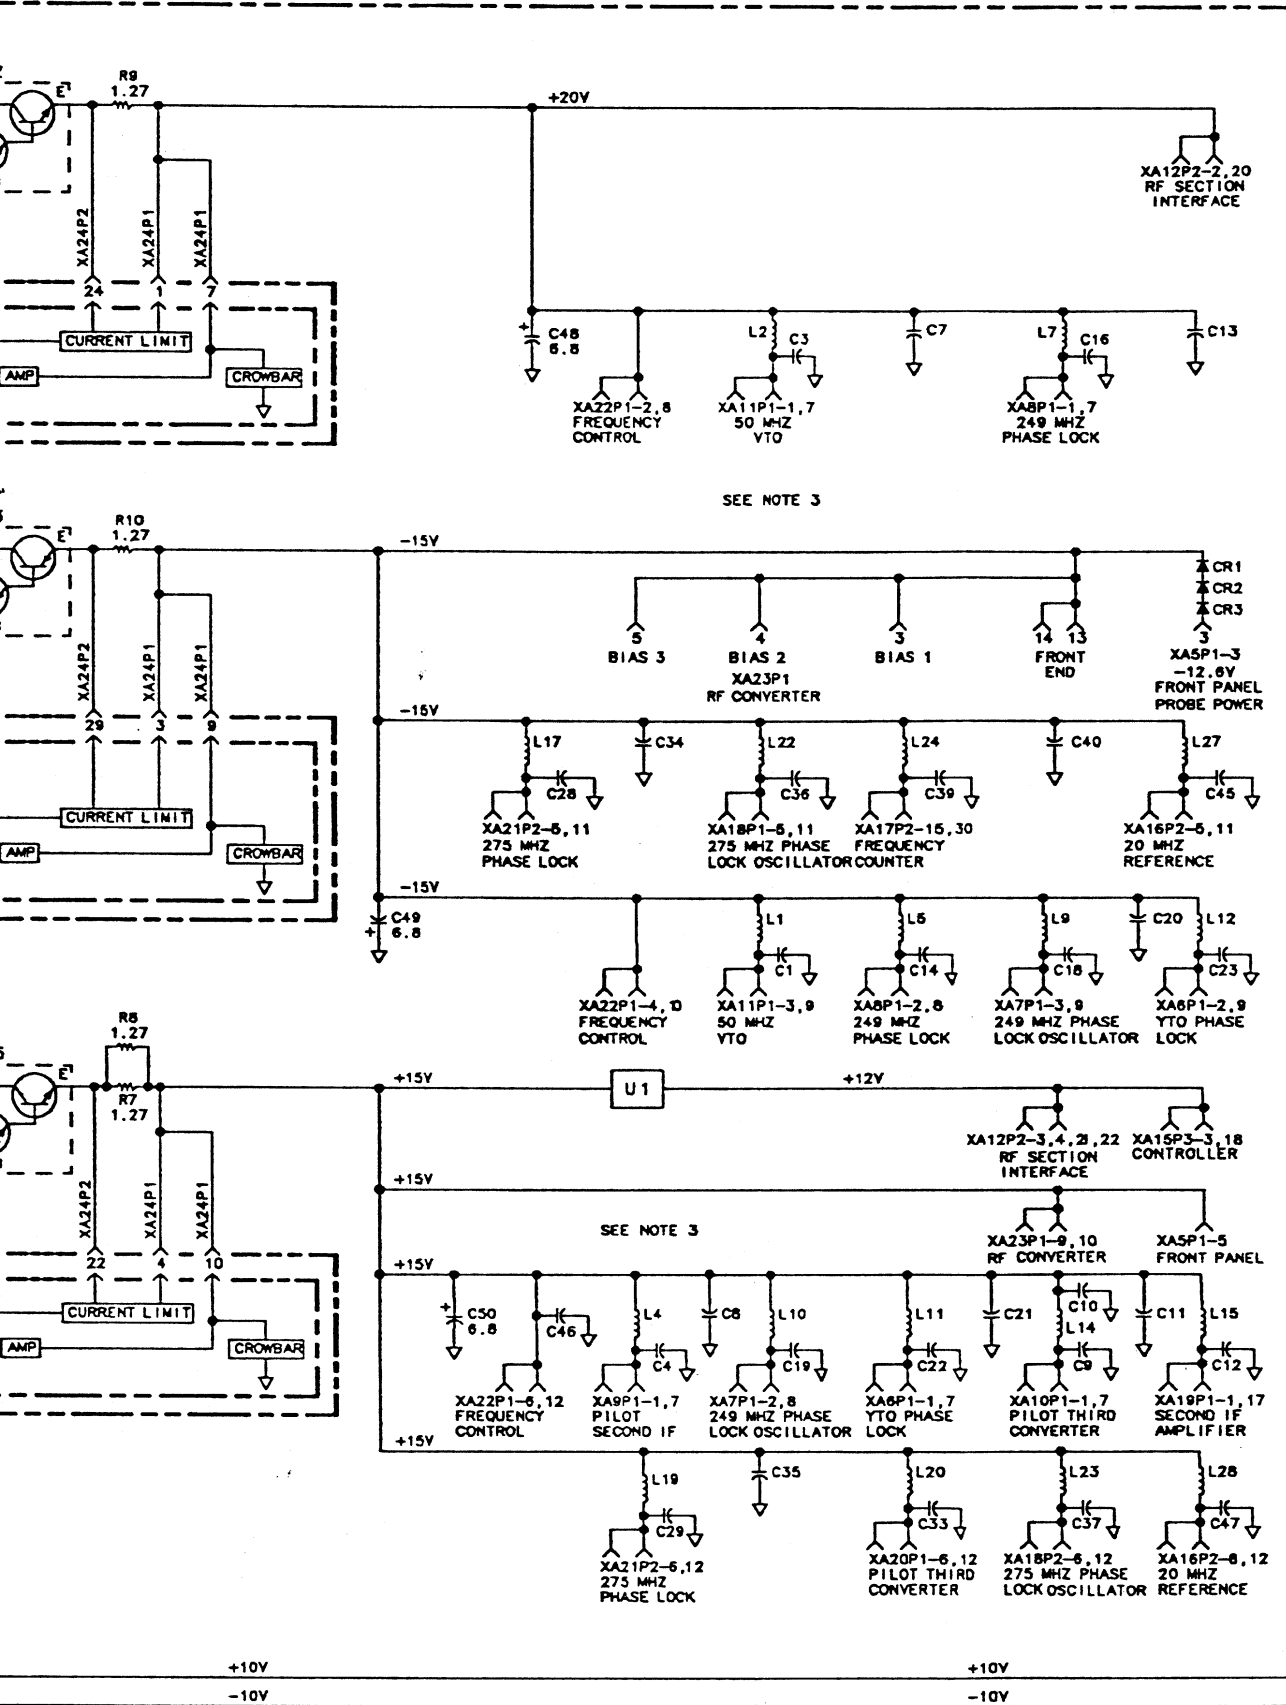 R9
1.27
E
+20V
XA12P2-2,20
RF SECTION
INTERFACE
XA24P2
XA24P1
XA24P1
24
1
7
CURRENT LIMIT
AMP
CROWBAR
+
C48
6.8
L2
C3
C7
L7
C16
C13
XA22P1-2,8
FREQUENCY
CONTROL
XA11P1-1,7
50 MHZ
VTO
XA8P1-1,7
249 MHZ
PHASE LOCK
SEE NOTE 3
R10
1.27
E
-15V
CR1
CR2
CR3
5
4
3
14
13
3
BIAS 3
BIAS 2
BIAS 1
FRONT
END
XA23P1
RF CONVERTER
XA5P1-3
-12.6V
FRONT PANEL
PROBE POWER
XA24P2
XA24P1
XA24P1
29
3
9
CURRENT LIMIT
AMP
CROWBAR
-15V
L17
C28
C34
L22
C36
L24
C39
C40
L27
C45
XA21P2-5,11
275 MHZ
PHASE LOCK
XA18P1-5,11
275 MHZ PHASE
LOCK OSCILLATOR
XA17P2-15,30
FREQUENCY
COUNTER
XA16P2-5,11
20 MHZ
REFERENCE
-15V
+
C49
6.8
L1
C1
L5
C14
L9
C18
C20
L12
C23
XA22P1-4,10
FREQUENCY
CONTROL
XA11P1-3,9
50 MHZ
VTO
XA8P1-2,8
249 MHZ
PHASE LOCK
XA7P1-3,9
249 MHZ PHASE
LOCK OSCILLATOR
XA6P1-2,9
YTO PHASE
LOCK
R6
1.27
R7
1.27
E
+15V
U1
+12V
XA12P2-3,4,21,22
RF SECTION
INTERFACE
XA15P3-3,18
CONTROLLER
+15V
SEE NOTE 3
XA23P1-9,10
RF CONVERTER
XA5P1-5
FRONT PANEL
XA24P2
XA24P1
XA24P1
22
4
10
CURRENT LIMIT
AMP
CROWBAR
+15V
+
C50
6.8
C46
L4
C4
C6
L10
C19
L11
C22
C21
C10
L14
C9
C11
L15
C12
XA22P1-6,12
FREQUENCY
CONTROL
XA9P1-1,7
PILOT
SECOND IF
XA7P1-2,8
249 MHZ PHASE
LOCK OSCILLATOR
XA6P1-1,7
YTO PHASE
LOCK
XA10P1-1,7
PILOT THIRD
CONVERTER
XA19P1-1,17
SECOND IF
AMPLIFIER
+15V
L19
C29
C35
L20
C33
L23
C37
L28
C47
XA21P2-6,12
275 MHZ
PHASE LOCK
XA20P1-6,12
PILOT THIRD
CONVERTER
XA18P2-6,12
275 MHZ PHASE
LOCK OSCILLATOR
XA16P2-6,12
20 MHZ
REFERENCE
+10V
+10V
-10V
-10V